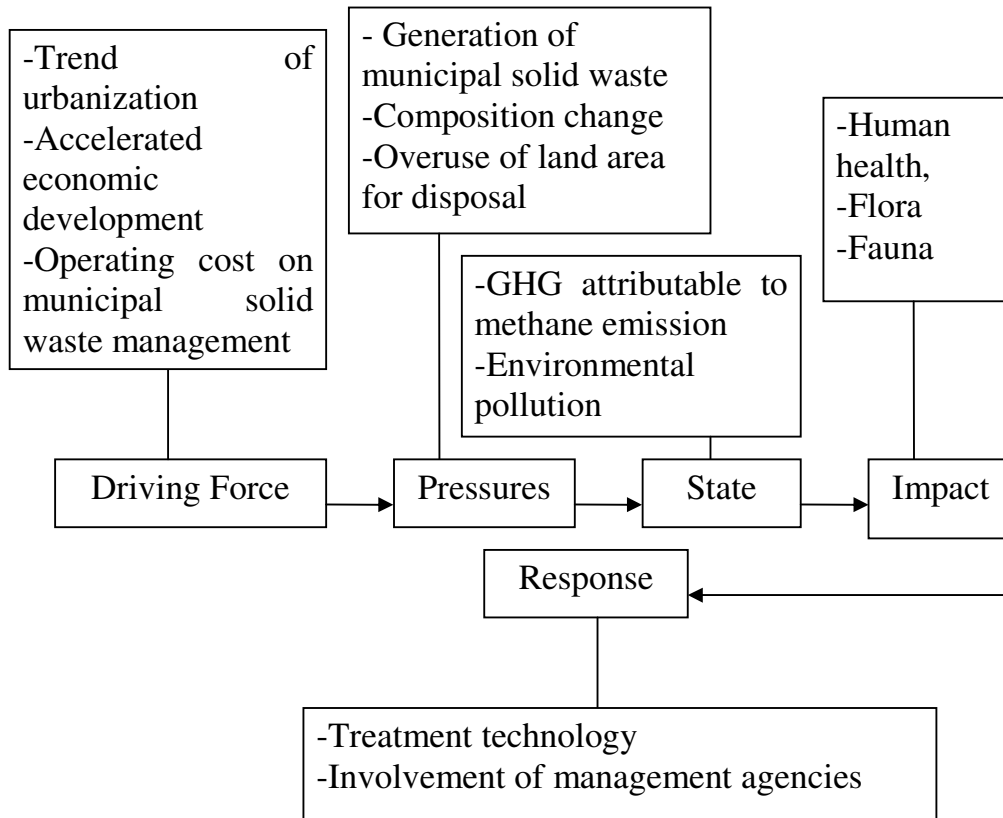 -Trend of
urbanization
-Accelerated
economic
development
-Operating cost on
municipal solid
waste management
- Generation of
municipal solid waste
-Composition change
-Overuse of land area
for disposal
-GHG attributable to
methane emission
-Environmental
pollution
-Human
health,
-Flora
-Fauna
Driving Force
Pressures
State
Impact
Response
-Treatment technology
-Involvement of management agencies